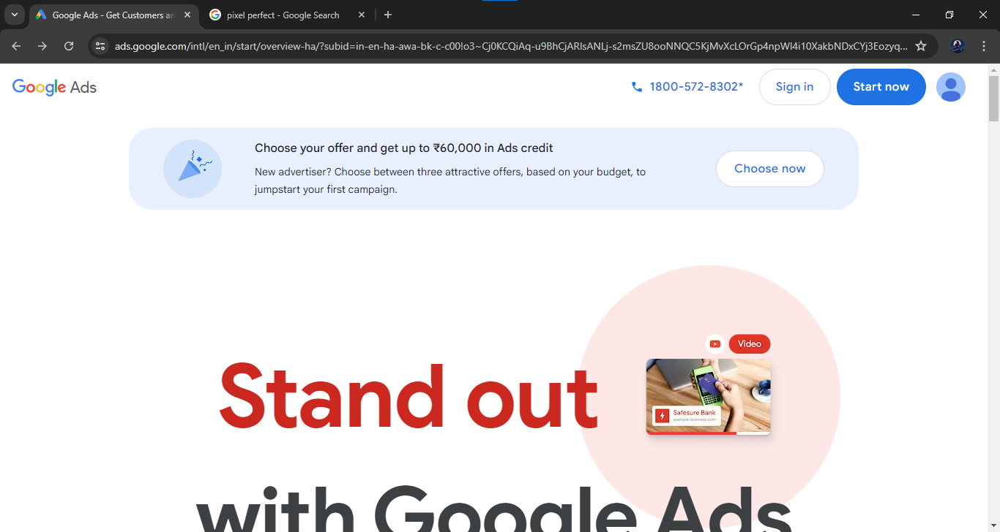 Google Ads - Get Customers an
pixel perfect - Google Search
ads.google.com/intl/en_in/start/overview-ha/?subid=in-en-ha-awa-bk-c-c00!o3~Cj0KCQiAq-u9BhCjARIsANLj-s2msZU8ooNNQC5KjMvXcLOrGp4npWI4i10XakbNDxCYj3Eozyq...
Google Ads
1800-572-8302*
Sign in
Start now
Choose your offer and get up to ₹60,000 in Ads credit
New advertiser? Choose between three attractive offers, based on your budget, to
jumpstart your first campaign.
Choose now
Video
Safesure Bank
example-business.com
Stand out
with Google Ads